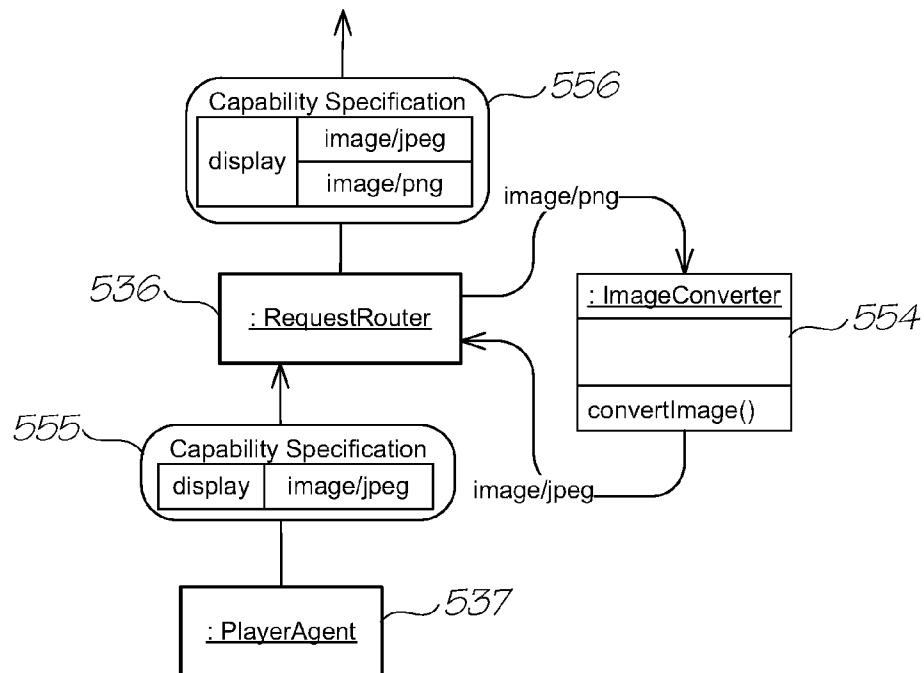 556
Capability Specification
display
image/jpeg
image/png
image/png
536
: RequestRouter
: ImageConverter
554
convertImage()
555
Capability Specification
display image/jpeg
image/jpeg
537
: PlayerAgent